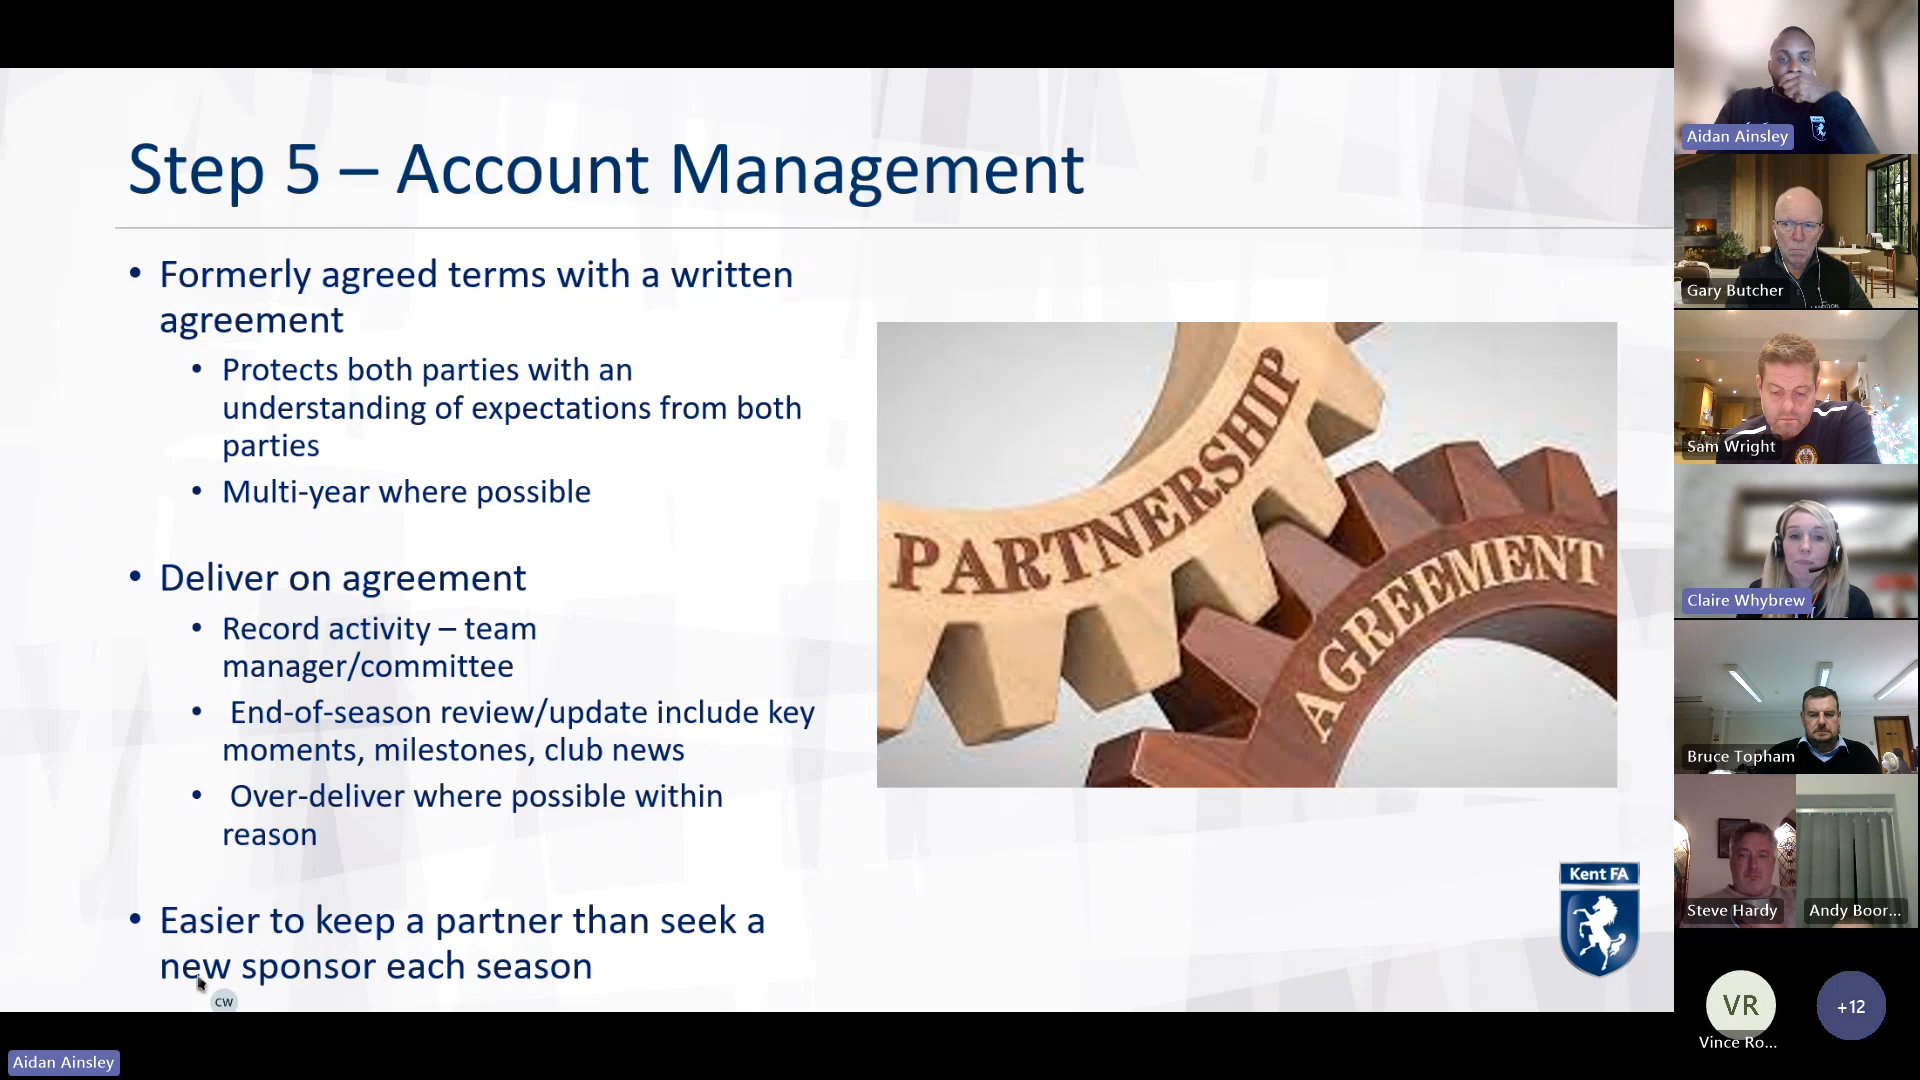 Step 5 – Account Management
• Formerly agreed terms with a written
agreement
• Protects both parties with an
understanding of expectations from both
parties
• Multi-year where possible
• Deliver on agreement
• Record activity – team
manager/committee
• End-of-season review/update include key
moments, milestones, club news
• Over-deliver where possible within
reason
• Easier to keep a partner than seek a
new sponsor each season
CW
PARTNERSHIP
AGREEMENT
Kent FA
Aidan Ainsley
Aidan Ainsley
Gary Butcher
Sam Wright
Claire Whybrew
Bruce Topham
Steve Hardy
Andy Boor...
VR
Vince Ro...
+12